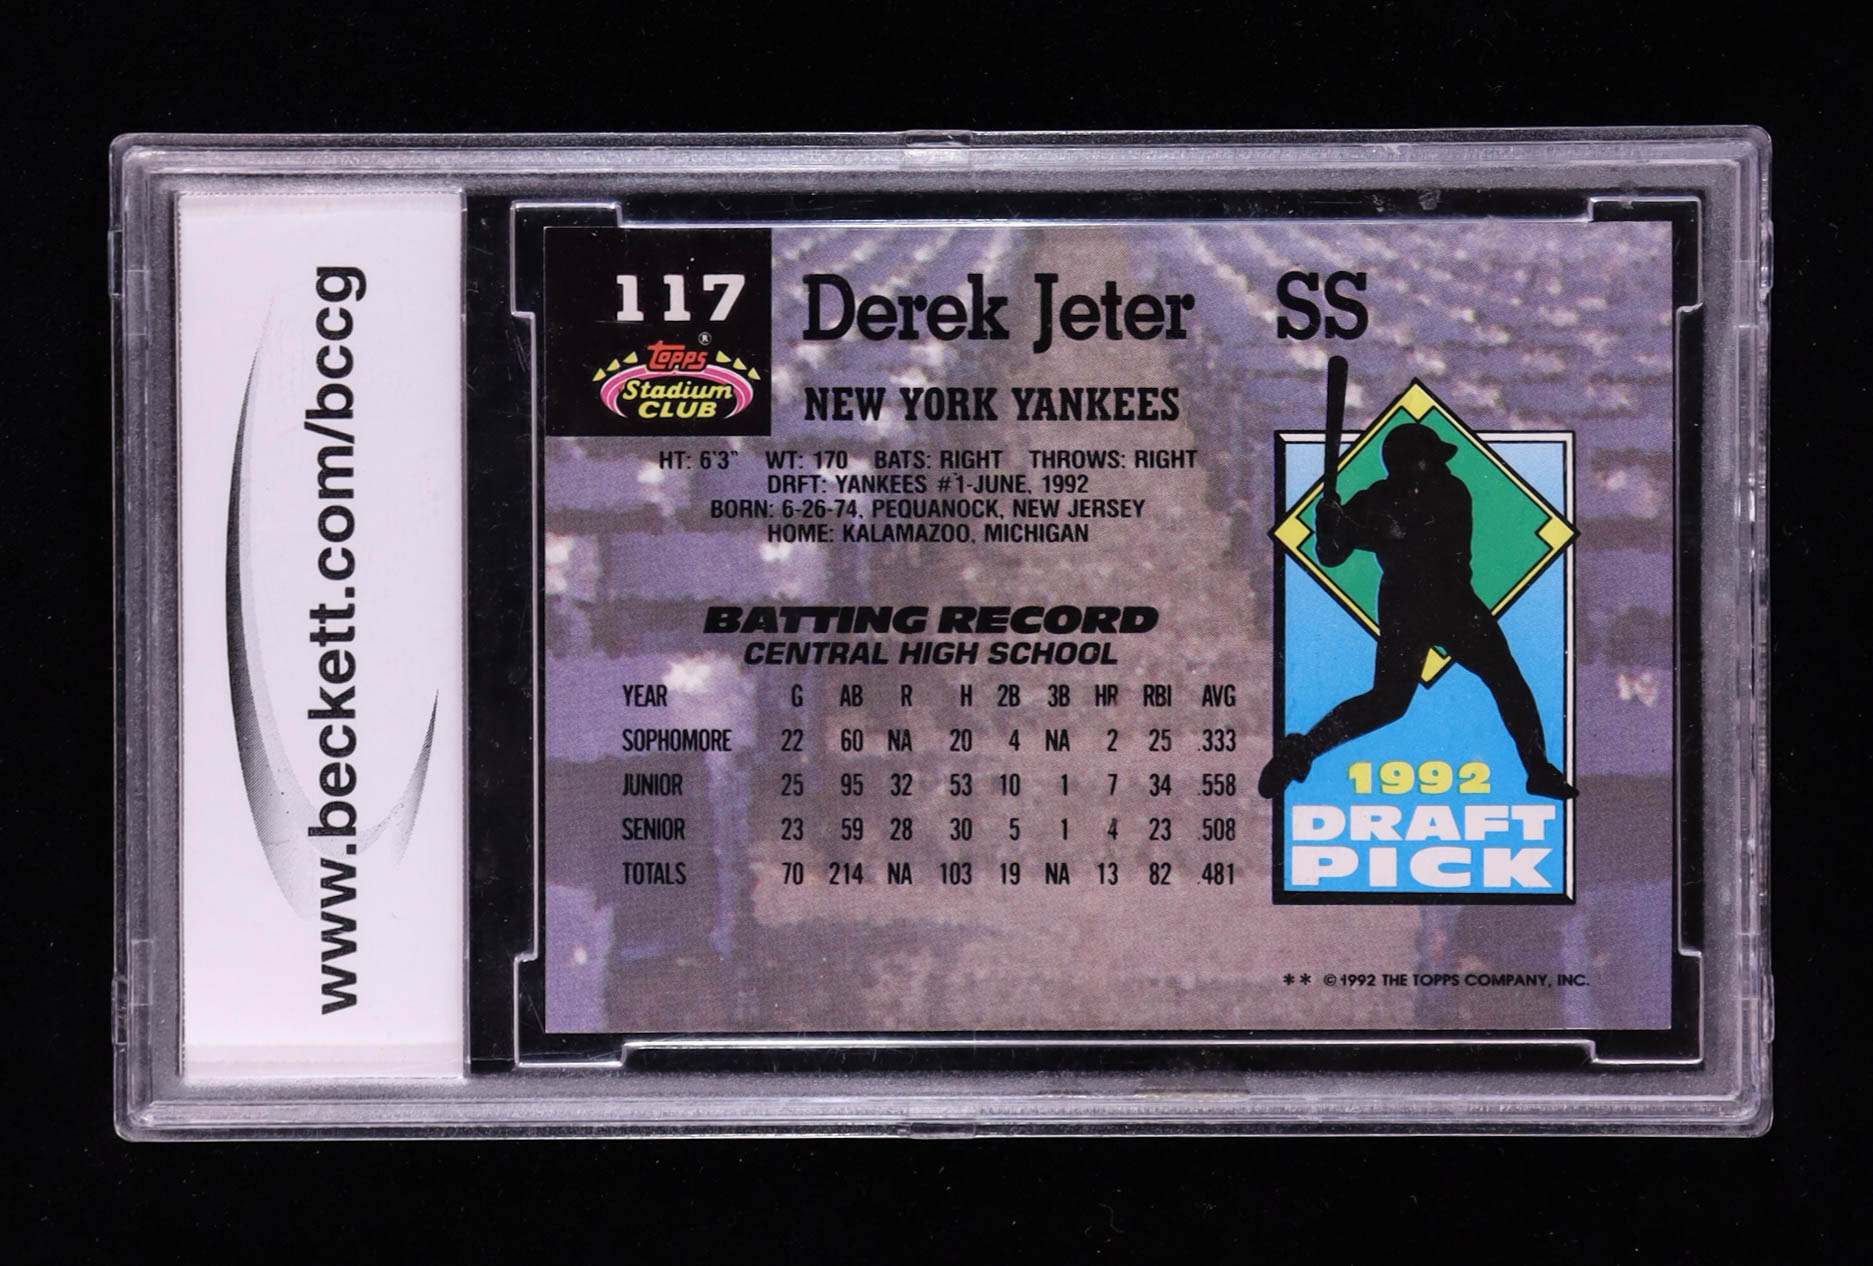 www.beckett.com/bccg
117
Topps ®
Stadium
CLUB
Derek Jeter SS
NEW YORK YANKEES
HT: 6'3" WT: 170 BATS: RIGHT THROWS: RIGHT
DRFT: YANKEES #1-JUNE, 1992
BORN: 6-26-74, PEQUANOCK, NEW JERSEY
HOME: KALAMAZOO, MICHIGAN
BATTING RECORD
CENTRAL HIGH SCHOOL
YEAR G AB R H 2B 3B HR RBI AVG
SOPHOMORE 22 60 NA 20 4 NA 2 25 .333
JUNIOR 25 95 32 53 10 1 7 34 .558
SENIOR 23 59 28 30 5 1 4 23 .508
TOTALS 70 214 NA 103 19 NA 13 82 .481
1992
DRAFT
PICK
** ©1992 THE TOPPS COMPANY, INC.